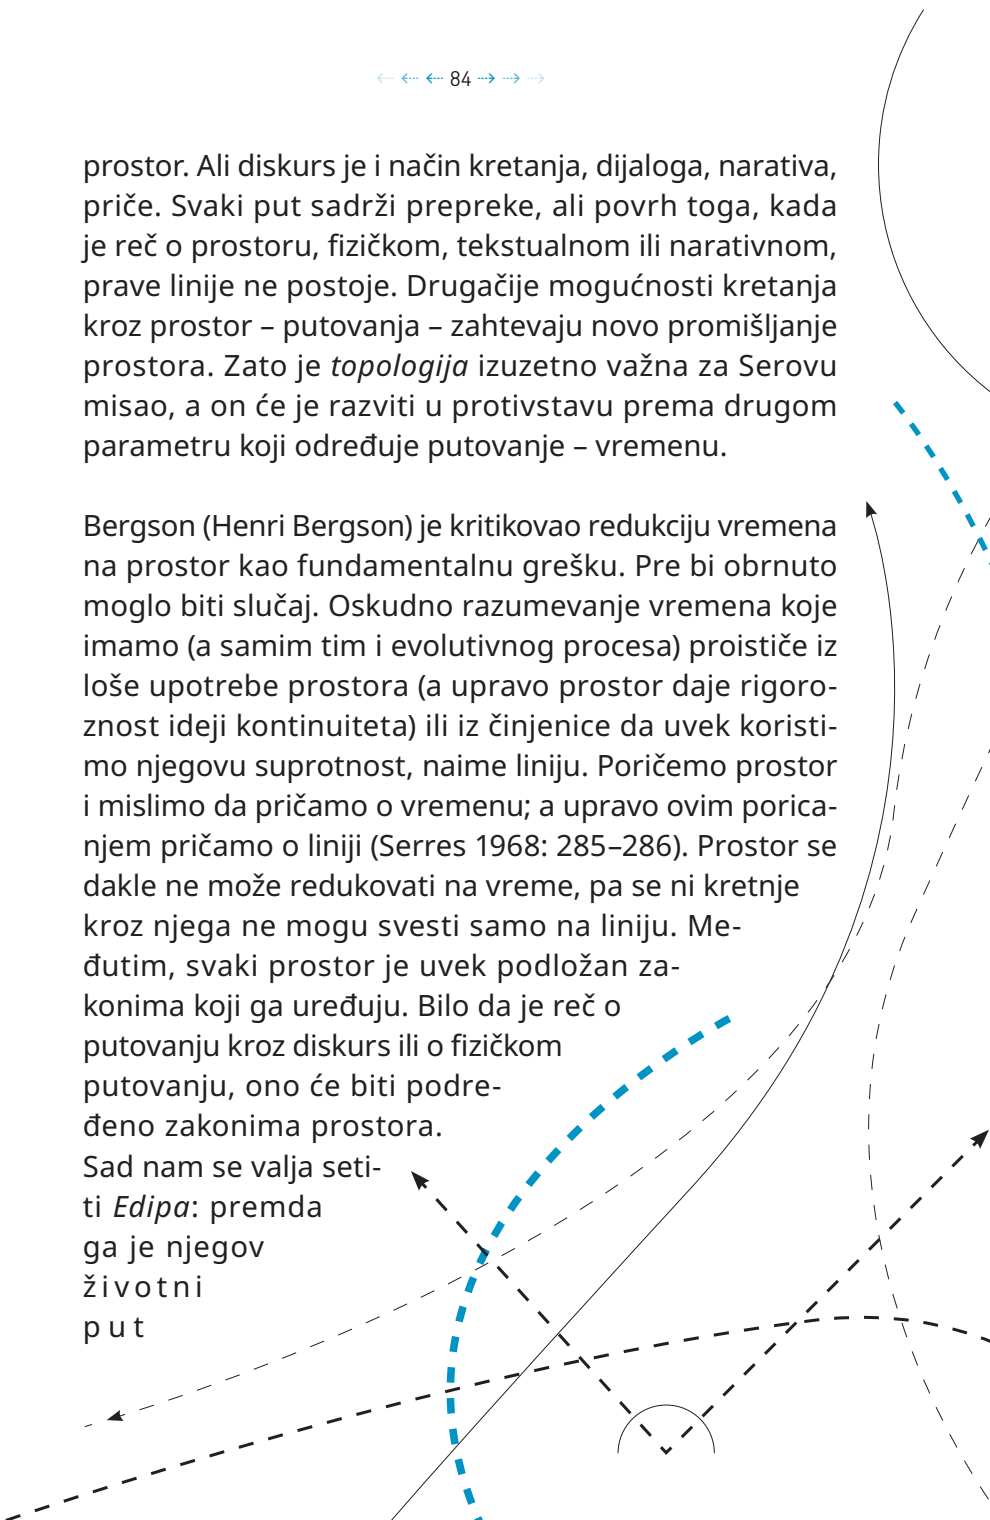 84
prostor. Ali diskurs je i način kretanja, dijaloga, narativa,
priče. Svaki put sadrži prepreke, ali povrh toga, kada
je reč o prostoru, fizičkom, tekstualnom ili narativnom,
prave linije ne postoje. Drugačije mogućnosti kretanja
kroz prostor – putovanja – zahtevaju novo promišljanje
prostora. Zato je topologija izuzetno važna za Serovu
misao, a on će je razviti u protivstavu prema drugom
parametru koji određuje putovanje – vremenu.
Bergson (Henri Bergson) je kritikovao redukciju vremena
na prostor kao fundamentalnu grešku. Pre bi obrnuto
moglo biti slučaj. Oskudno razumevanje vremena koje
imamo (a samim tim i evolutivnog procesa) proističe iz
loše upotrebe prostora (a upravo prostor daje rigoro-
znost ideji kontinuiteta) ili iz činjenice da uvek koristi-
mo njegovu suprotnost, naime liniju. Poričemo prostor
i mislimo da pričamo o vremenu; a upravo ovim porica-
njem pričamo o liniji (Serres 1968: 285–286). Prostor se
dakle ne može redukovati na vreme, pa se ni kretnje
kroz njega ne mogu svesti samo na liniju. Me-
đutim, svaki prostor je uvek podložan za-
konima koji ga uređuju. Bilo da je reč o
putovanju kroz diskurs ili o fizičkom
putovanju, ono će biti podre-
đeno zakonima prostora.
Sad nam se valja seti-
ti Edipa: premda
ga je njegov
životni
put